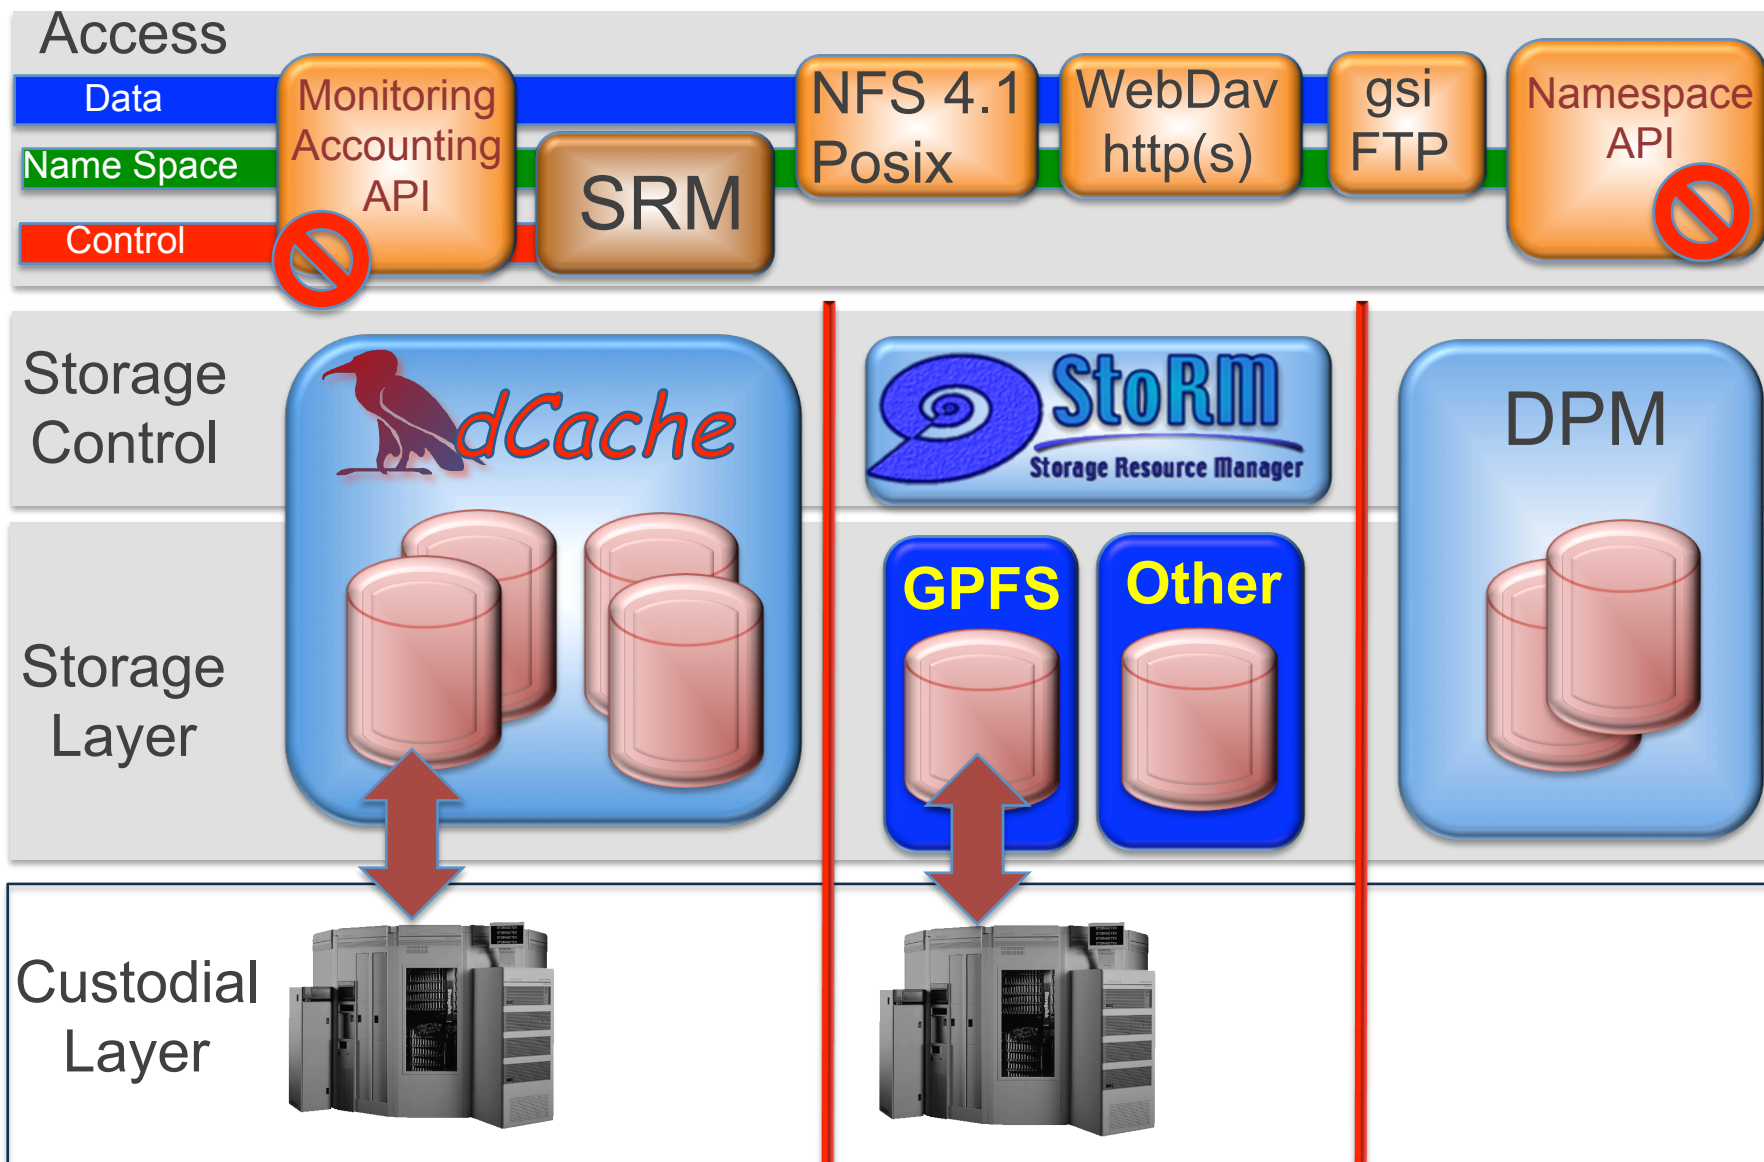 Access
Data
Name Space
Control
Monitoring
Accounting
API
SRM
NFS 4.1
Posix
WebDav
http(s)
gsi
FTP
Namespace
API
Storage
Control
dCache
StoRM
Storage Resource Manager
DPM
Storage
Layer
GPFS
Other
Custodial
Layer